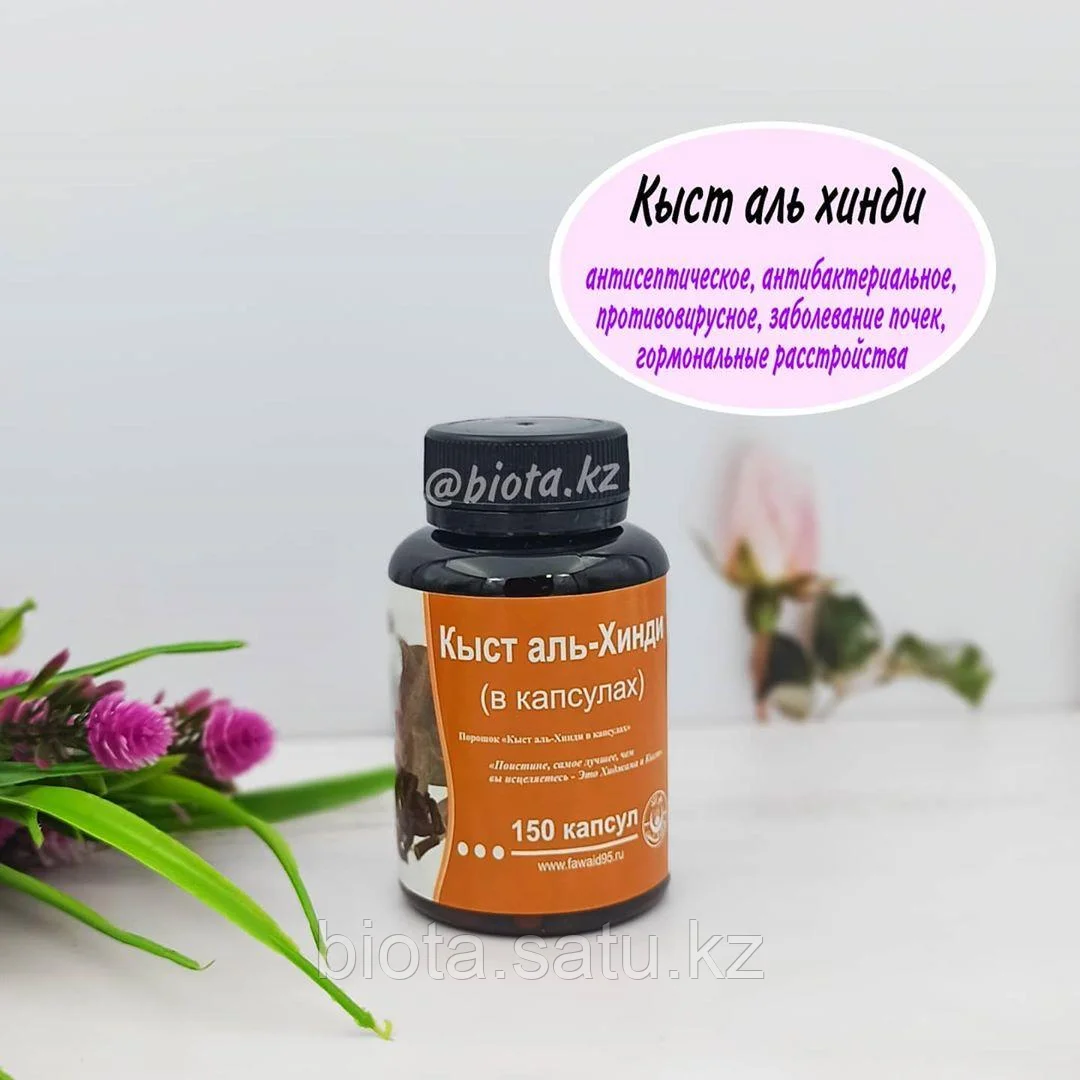 Кыст аль хинди
антисептическое, антибактериальное,
противовирусное, заболевание почек,
гормональные расстройства
@biota.kz
Кыст аль-Хинди
(в капсулах)
Порошок «Кыст аль-Хинди в капсулах»
«Поистине, самое лучшее, чем
вы исцеляетесь - Это Хиджама и Кыст»
150 капсул
www.fawaid95.ru
biota.satu.kz